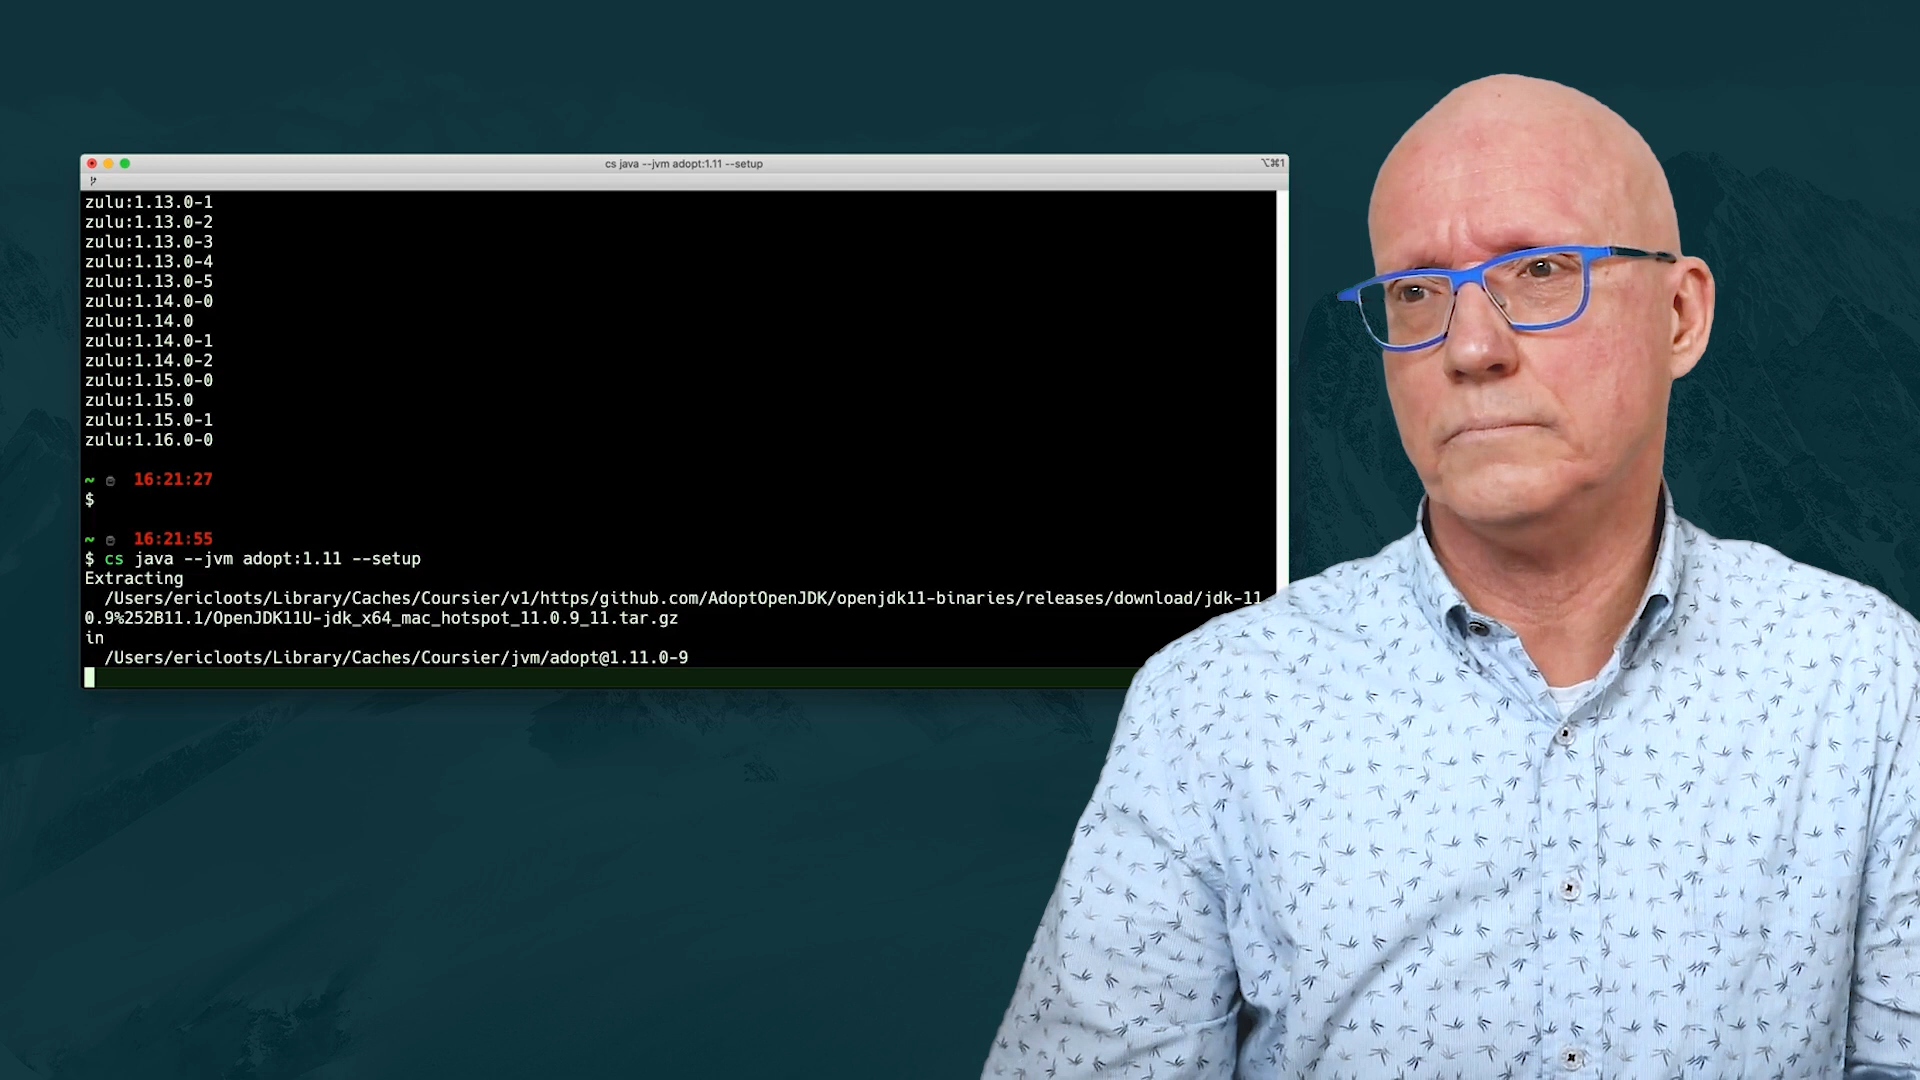 cs java --jvm adopt:1.11 --setup
⌥⌘1
zulu:1.13.0-1
zulu:1.13.0-2
zulu:1.13.0-3
zulu:1.13.0-4
zulu:1.13.0-5
zulu:1.14.0-0
zulu:1.14.0
zulu:1.14.0-1
zulu:1.14.0-2
zulu:1.15.0-0
zulu:1.15.0
zulu:1.15.0-1
zulu:1.16.0-0
~ 16:21:27
$
~ 16:21:55
$ cs java --jvm adopt:1.11 --setup
Extracting
/Users/ericloots/Library/Caches/Coursier/v1/https/github.com/AdoptOpenJDK/openjdk11-binaries/releases/download/jdk-11
0.9%252B11.1/OpenJDK11U-jdk_x64_mac_hotspot_11.0.9_11.tar.gz
in
/Users/ericloots/Library/Caches/Coursier/jvm/adopt@1.11.0-9